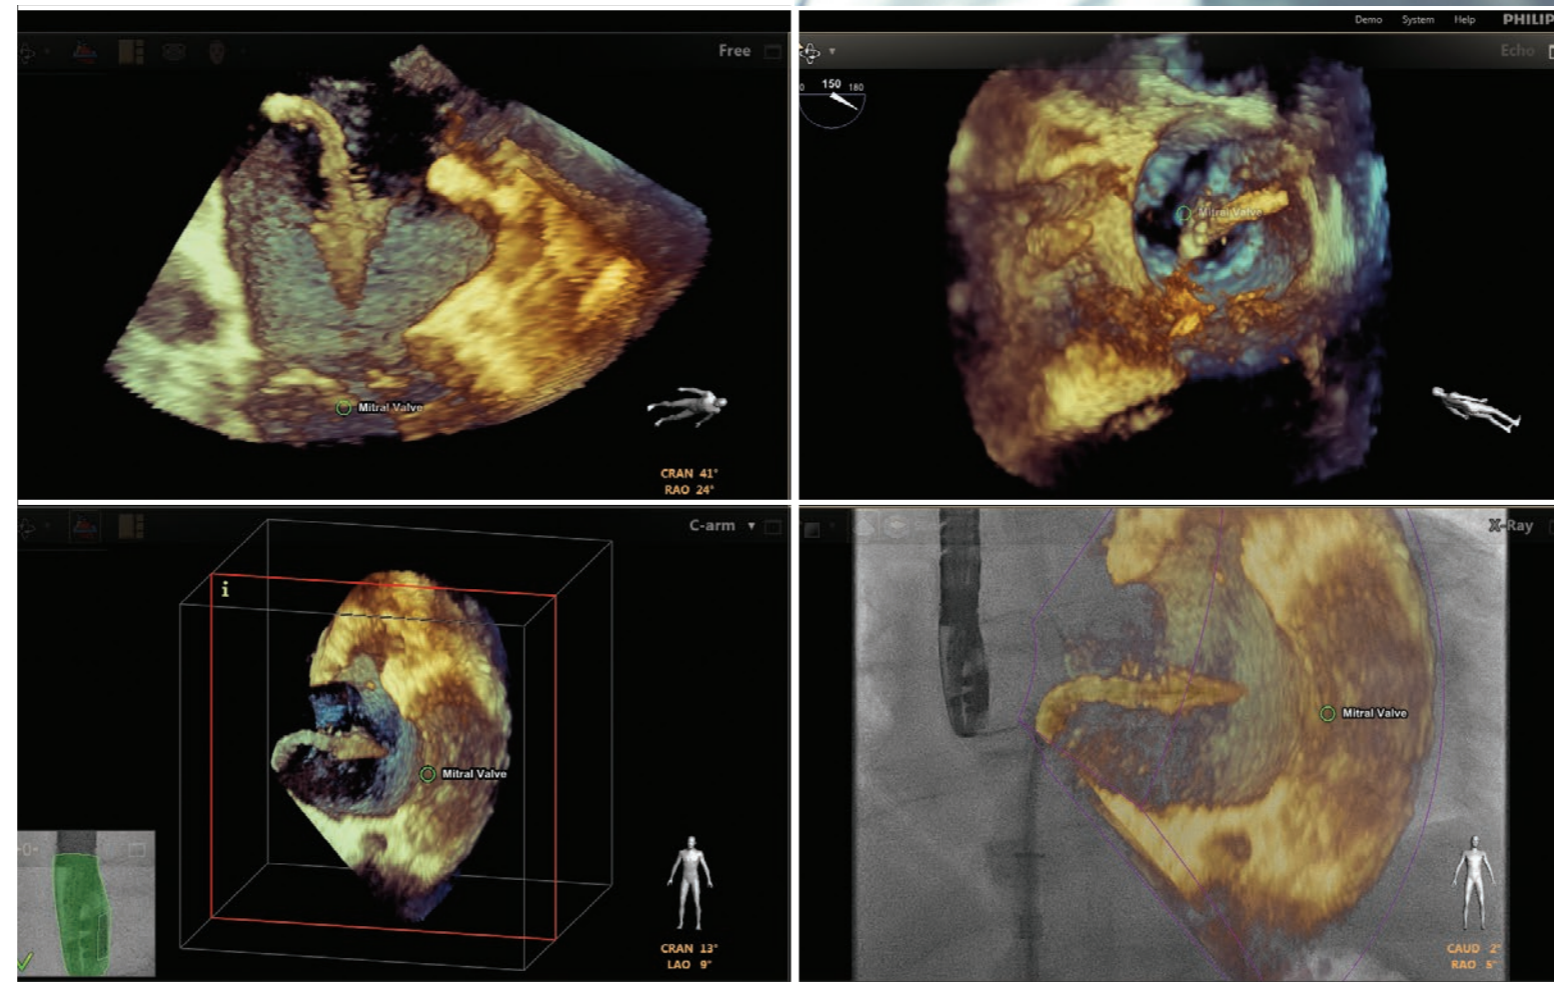 Demo System Help PHILIP
Free
Echo
0 150 180
Mitral Valve
Mitral Valve
CRAN 41°
RAO 24°
C-arm
X-Ray
i
Mitral Valve
Mitral Valve
CRAN 13°
LAO 9°
CAUD 2°
RAO 5°